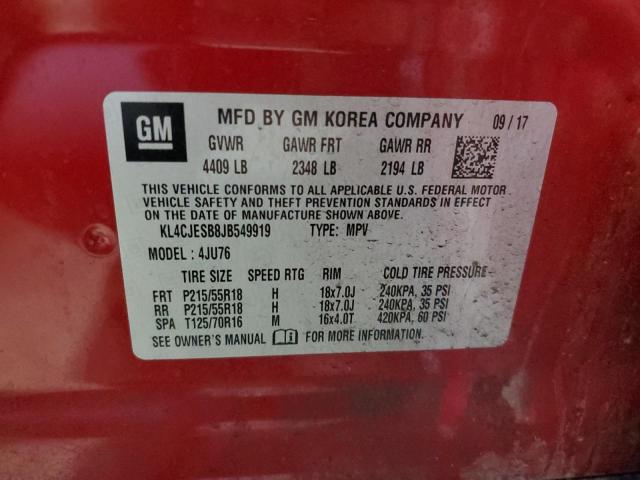 GM
MFD BY GM KOREA COMPANY 09 / 17
GVWR GAWR FRT GAWR RR
4409 LB 2348 LB 2194 LB
THIS VEHICLE CONFORMS TO ALL APPLICABLE U.S. FEDERAL MOTOR
VEHICLE SAFETY AND THEFT PREVENTION STANDARDS IN EFFECT
ON THE DATE OF MANUFACTURE SHOWN ABOVE.
KL4CJESB8JB549919 TYPE: MPV
MODEL : 4JU76
TIRE SIZE SPEED RTG RIM COLD TIRE PRESSURE
FRT P215/55R18 H 18x7.0J 240KPA, 35 PSI
RR P215/55R18 H 18x7.0J 240KPA, 35 PSI
SPA T125/70R16 M 16x4.0T 420KPA, 60 PSI
SEE OWNER'S MANUAL FOR MORE INFORMATION.